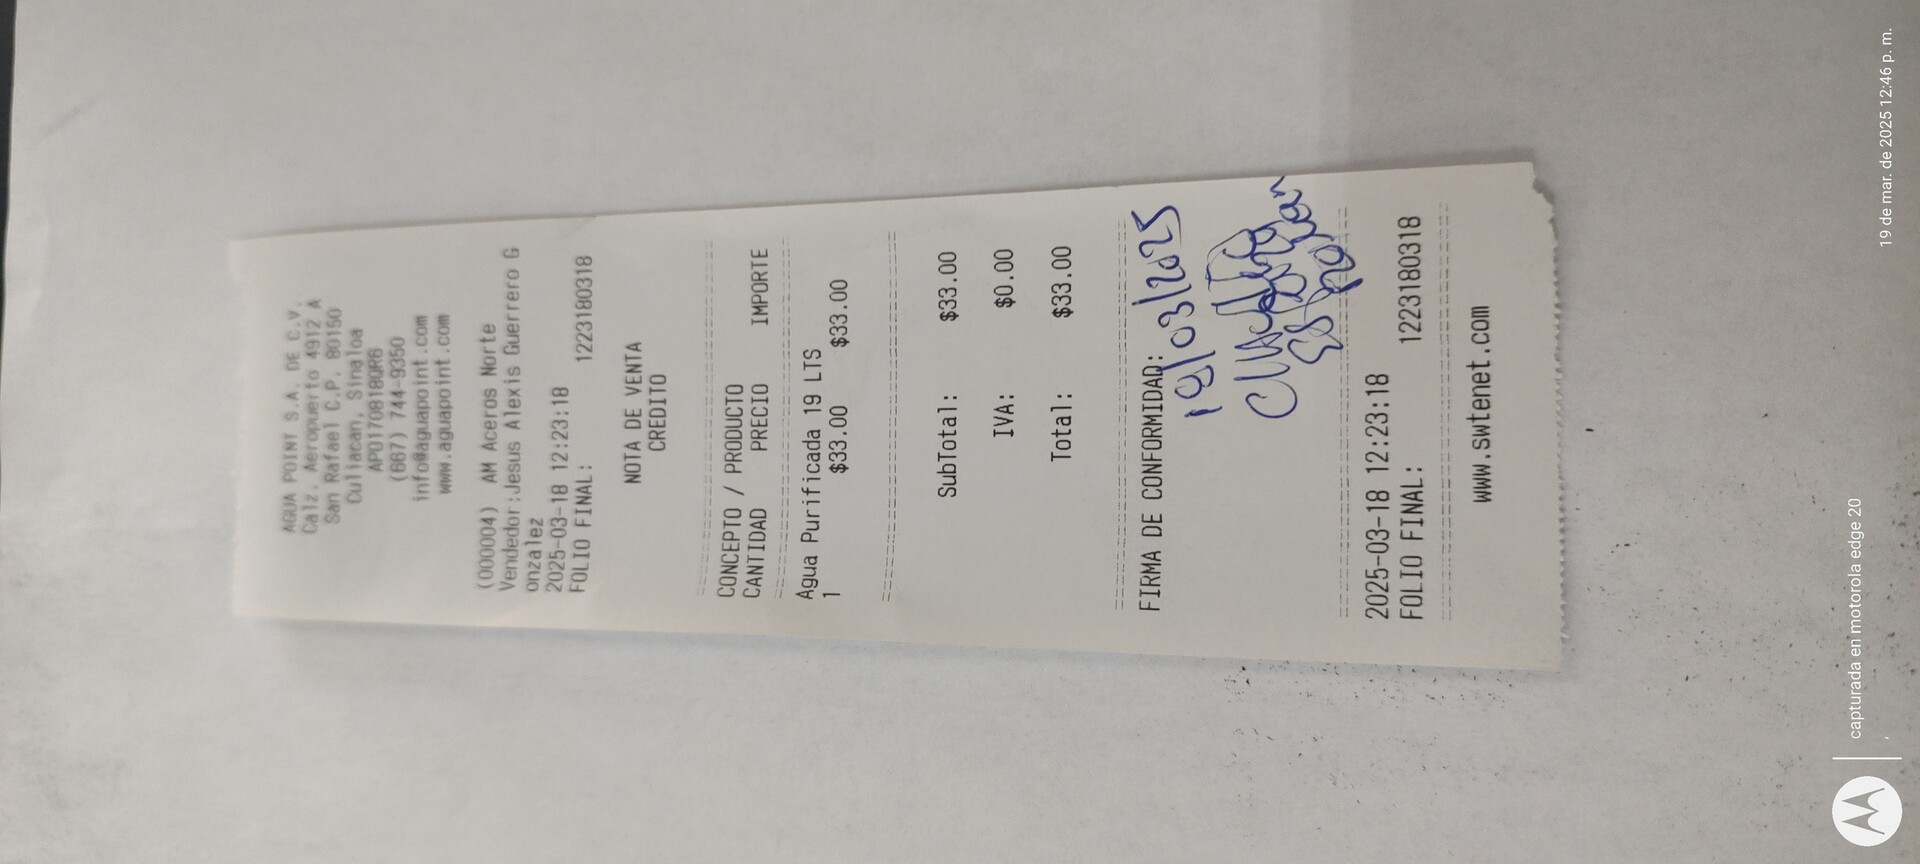 AGUA POINT S.A. DE C.V.
Calz. Aeropuerto 4912 A
San Rafael C.P. 80150
Culiacan, Sinaloa
APO170818QR6
(667) 744-9350
info@aguapoint.com
www.aguapoint.com
(000004) AM Aceros Norte
Vendedor:Jesus Alexis Guerrero G
onzalez
2025-03-18 12:23:18
FOLIO FINAL: 1223180318
NOTA DE VENTA
CREDITO
CONCEPTO / PRODUCTO
CANTIDAD PRECIO IMPORTE
Agua Purificada 19 LTS
1 $33.00 $33.00
SubTotal: $33.00
IVA: $0.00
Total: $33.00
FIRMA DE CONFORMIDAD:
19/03/2025
2025-03-18 12:23:18
FOLIO FINAL: 1223180318
www.swtenet.com
capturada en motorola edge 20
19 de mar. de 2025 12:46 p. m.